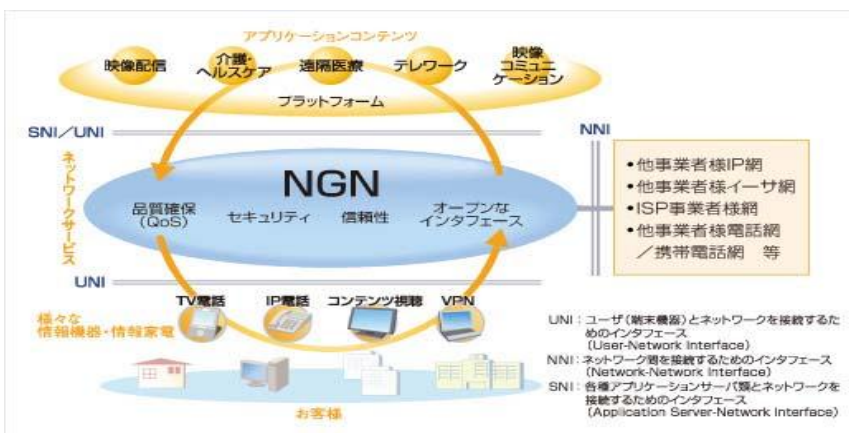 アプリケーションコンテンツ
映像配信
介護・
ヘルスケア
遠隔医療
テレワーク
映像
コミュニ
ケーション
プラットフォーム
SNI/UNI
NNI
ネットワークサービス
NGN
品質確保
(QoS)
セキュリティ
信頼性
オープンな
インタフェース
•他事業者様IP網
•他事業者様イーサ網
•ISP事業者様網
•他事業者様電話網
/携帯電話網 等
UNI
TV電話
IP電話
コンテンツ視聴
VPN
様々な
情報機器・情報家電
お客様
UNI:ユーザ(端末機器)とネットワークを接続するた
めのインタフェース
(User-Network Interface)
NNI:ネットワーク間を接続するためのインタフェース
(Network-Network Interface)
SNI:各種アプリケーションサーバ類とネットワークを
接続するためのインタフェース
(Application Server-Network Interface)